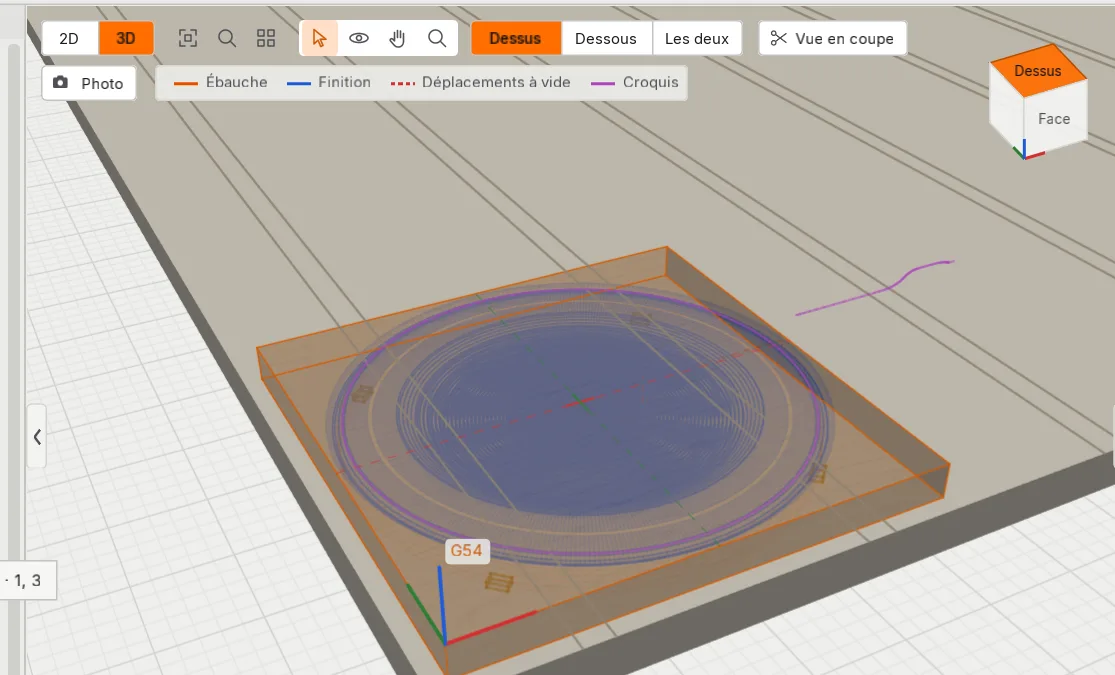 2D
3D
Dessus
Dessous
Les deux
Vue en coupe
Photo
Ébauche
Finition
Déplacements à vide
Croquis
Dessus
Face
G54
· 1, 3